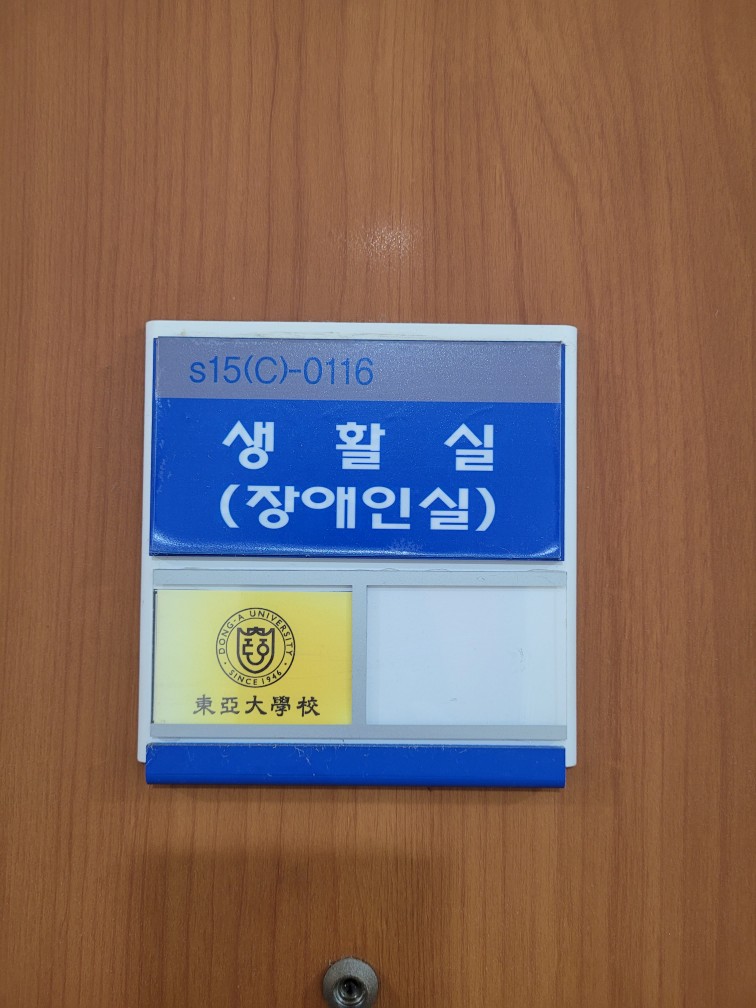 s15(C)-0116
생 활 실
(장애인실)
DONG-A UNIVERSITY
SINCE 1946
東亞大學校